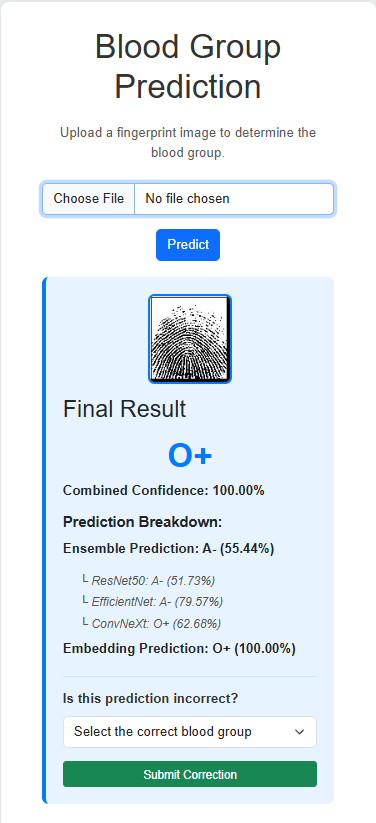 Blood Group
Prediction
Upload a fingerprint image to determine the
blood group.
Choose File No file chosen
Predict
Final Result
O+
Combined Confidence: 100.00%
Prediction Breakdown:
Ensemble Prediction: A- (55.44%)
└ ResNet50: A- (51.73%)
└ EfficientNet: A- (79.57%)
└ ConvNeXt: O+ (62.68%)
Embedding Prediction: O+ (100.00%)
Is this prediction incorrect?
Select the correct blood group
Submit Correction